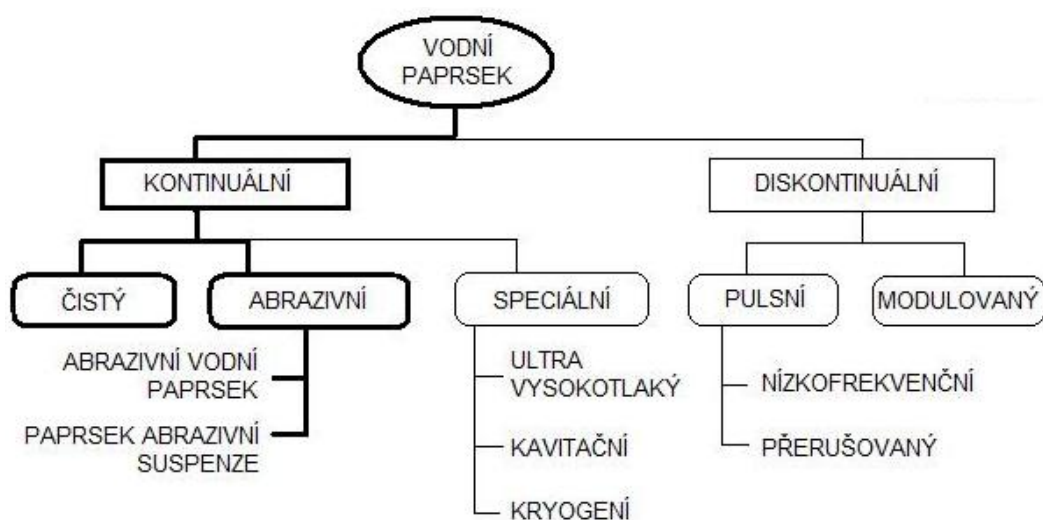 VODNÍ
PAPRSEK
KONTINUÁLNÍ
DISKONTINUÁLNÍ
ČISTÝ
ABRAZIVNÍ
SPECIÁLNÍ
PULSNÍ
MODULOVANÝ
ABRAZIVNÍ VODNÍ
PAPRSEK
PAPRSEK ABRAZIVNÍ
SUSPENZE
ULTRA
VYSOKOTLAKÝ
KAVITAČNÍ
KRYOGENÍ
NÍZKOFREKVENČNÍ
PŘERUŠOVANÝ